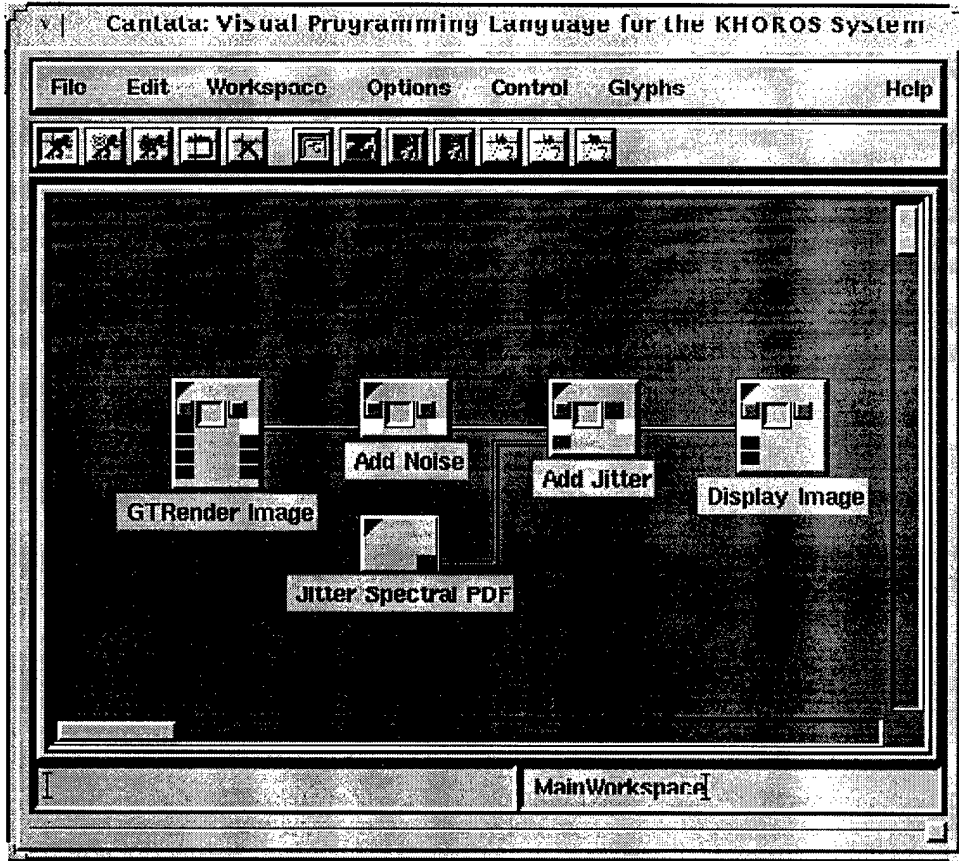 Cantata: Visual Programming Language for the KHOROS System
File Edit Workspace Options Control Glyphs Help
GTRender Image
Add Noise
Add Jitter
Display Image
Jitter Spectral PDF
MainWorkspace